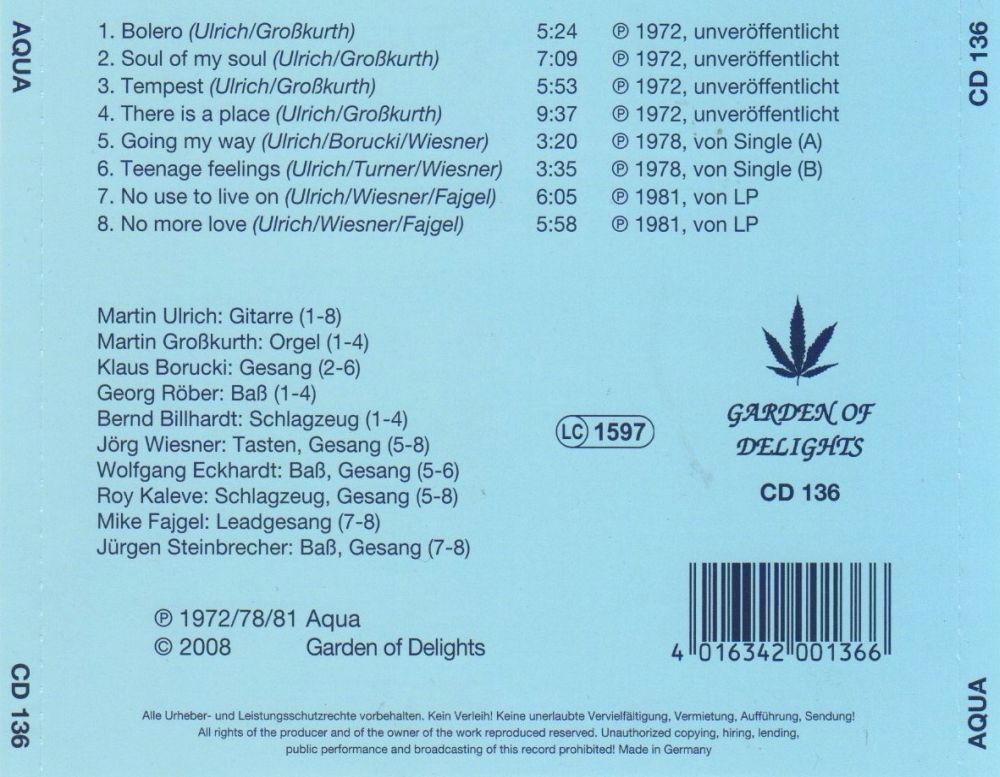 AQUA
CD 136
1. Bolero (Ulrich/Großkurth) 5:24 ℗ 1972, unveröffentlicht
2. Soul of my soul (Ulrich/Großkurth) 7:09 ℗ 1972, unveröffentlicht
3. Tempest (Ulrich/Großkurth) 5:53 ℗ 1972, unveröffentlicht
4. There is a place (Ulrich/Großkurth) 9:37 ℗ 1972, unveröffentlicht
5. Going my way (Ulrich/Borucki/Wiesner) 3:20 ℗ 1978, von Single (A)
6. Teenage feelings (Ulrich/Turner/Wiesner) 3:35 ℗ 1978, von Single (B)
7. No use to live on (Ulrich/Wiesner/Fajgel) 6:05 ℗ 1981, von LP
8. No more love (Ulrich/Wiesner/Fajgel) 5:58 ℗ 1981, von LP
Martin Ulrich: Gitarre (1-8)
Martin Großkurth: Orgel (1-4)
Klaus Borucki: Gesang (2-6)
Georg Röber: Baß (1-4)
Bernd Billhardt: Schlagzeug (1-4)
Jörg Wiesner: Tasten, Gesang (5-8)
Wolfgang Eckhardt: Baß, Gesang (5-6)
Roy Kaleve: Schlagzeug, Gesang (5-8)
Mike Fajgel: Leadgesang (7-8)
Jürgen Steinbrecher: Baß, Gesang (7-8)
LC 1597
GARDEN OF
DELIGHTS
CD 136
℗ 1972/78/81 Aqua
© 2008 Garden of Delights
4 016342 001366
Alle Urheber- und Leistungsschutzrechte vorbehalten. Kein Verleih! Keine unerlaubte Vervielfältigung, Vermietung, Aufführung, Sendung!
All rights of the producer and of the owner of the work reproduced reserved. Unauthorized copying, hiring, lending,
public performance and broadcasting of this record prohibited! Made in Germany
CD 136
AQUA